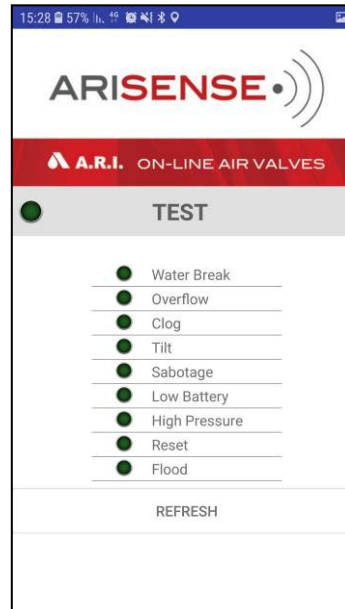 15:28 57% 4G
ARISENSE
A.R.I. ON-LINE AIR VALVES
TEST
Water Break
Overflow
Clog
Tilt
Sabotage
Low Battery
High Pressure
Reset
Flood
REFRESH